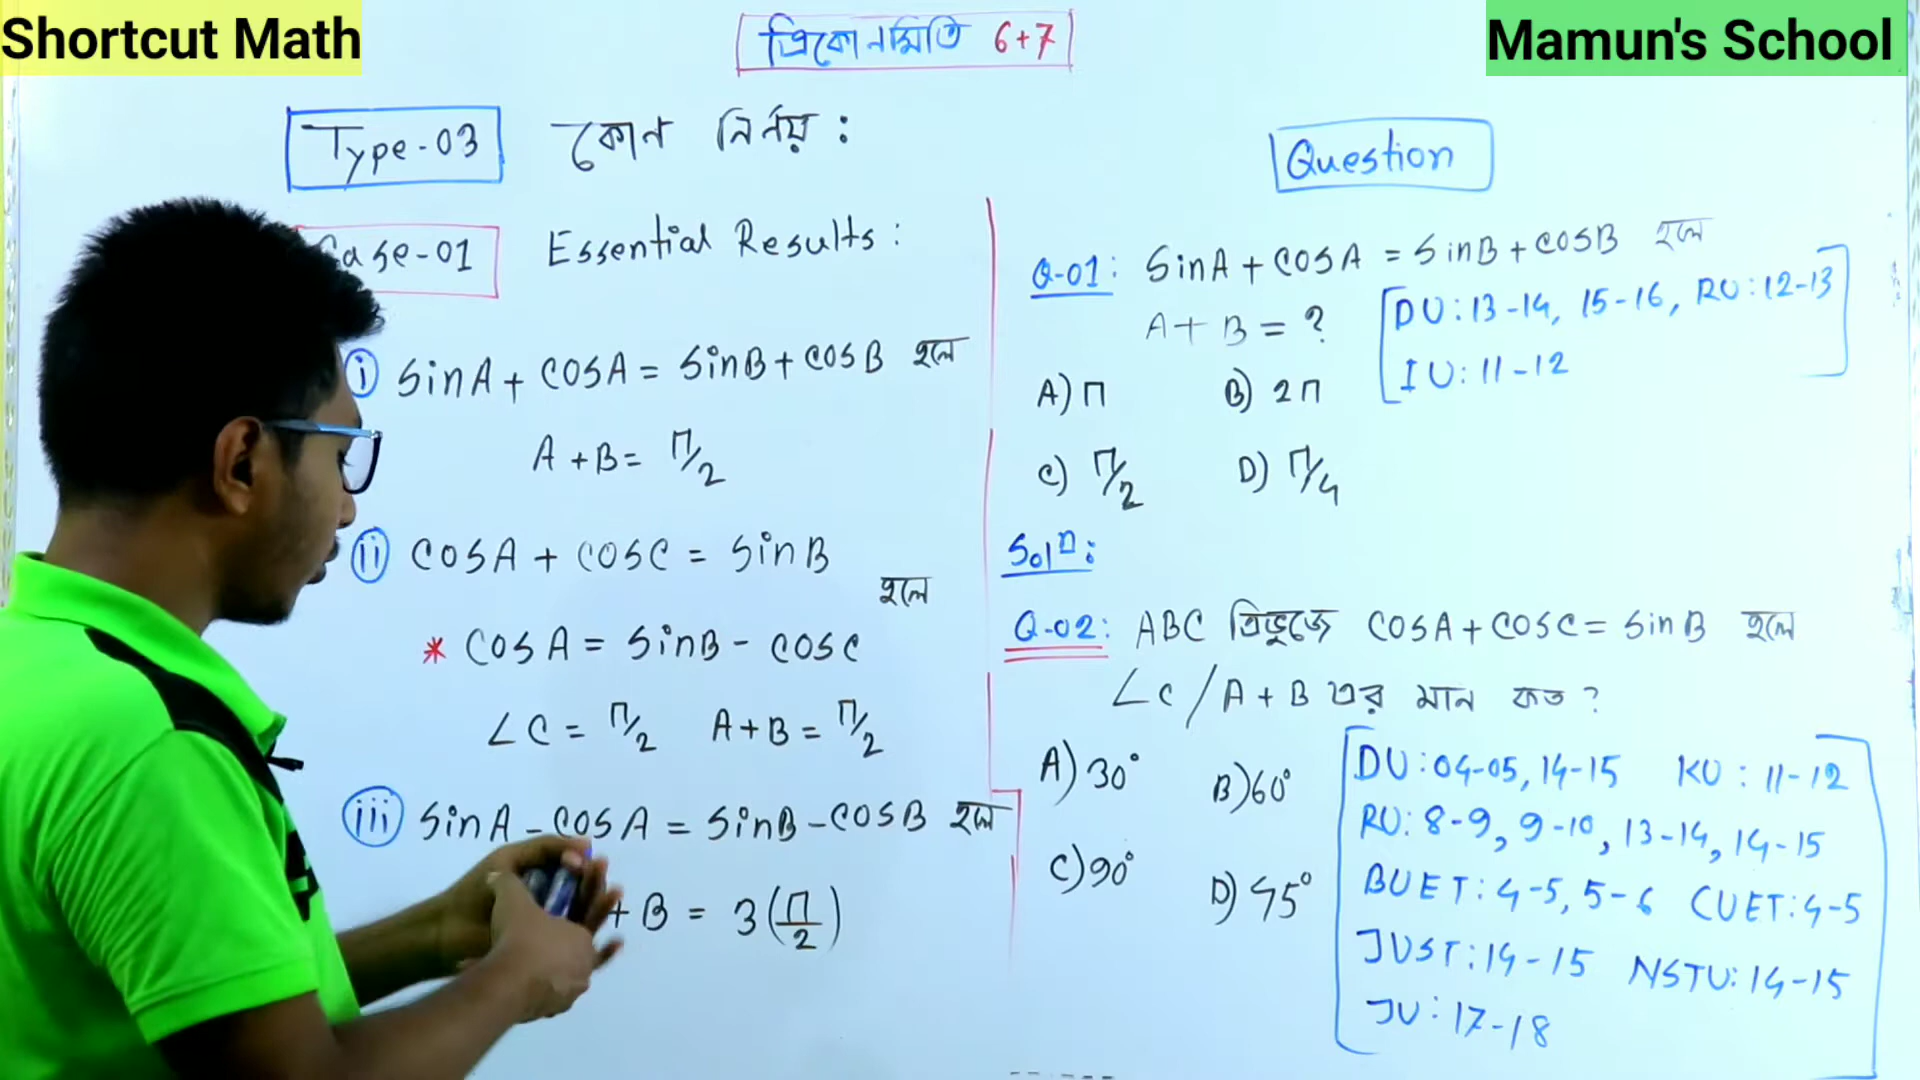 Shortcut Math
ত্রিকোনমিতি 6+7
Mamun's School
Type-03 কোন নির্নয় :
Case-01 Essential Results :
(i) SinA + COSA = SinB + COSB হলে
A + B = Π/2
(ii) COSA + COSC = SinB
হলে
* COSA = SinB - COSC
∠C = Π/2 A + B = Π/2
(iii) SinA - COSA = SinB - COSB হলে
+ B = 3(Π/2)
Question
Q-01: SinA + COSA = SinB + COSB হলে
A + B = ?
[DU: 13-14, 15-16, RU: 12-13
IU: 11-12]
A) Π B) 2Π
C) Π/2 D) Π/4
Solⁿ:
Q-02: ABC ত্রিভুজে COSA + COSC = SinB হলে
∠C / A + B এর মান কত ?
A) 30° B) 60°
C) 90° D) 45°
[DU: 04-05, 14-15 KU: 11-12
RU: 8-9, 9-10, 13-14, 14-15
BUET: 4-5, 5-6 CUET: 4-5
JUST: 14-15 NSTU: 14-15
JU: 17-18]